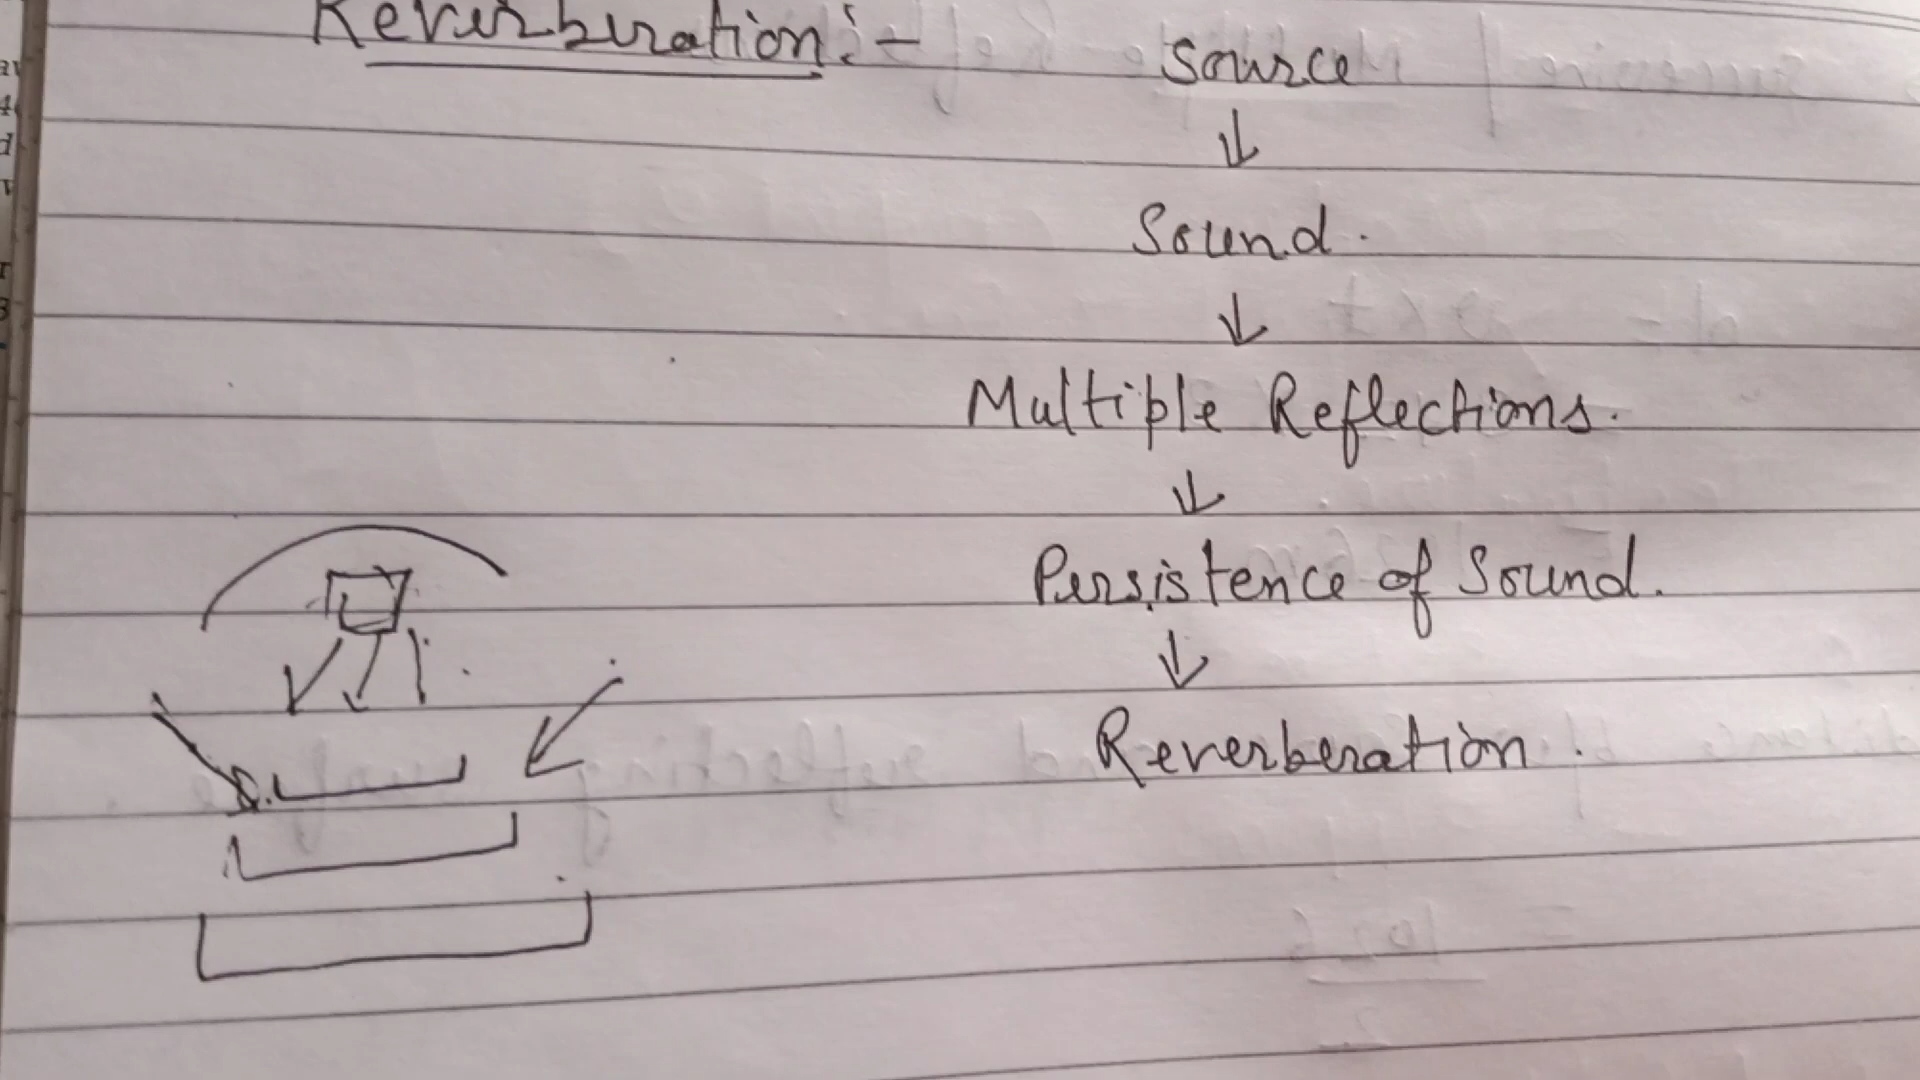 Reverberation :- Source
↓
Sound.
↓
Multiple Reflections.
↓
Persistence of Sound.
↓
Reverberation.